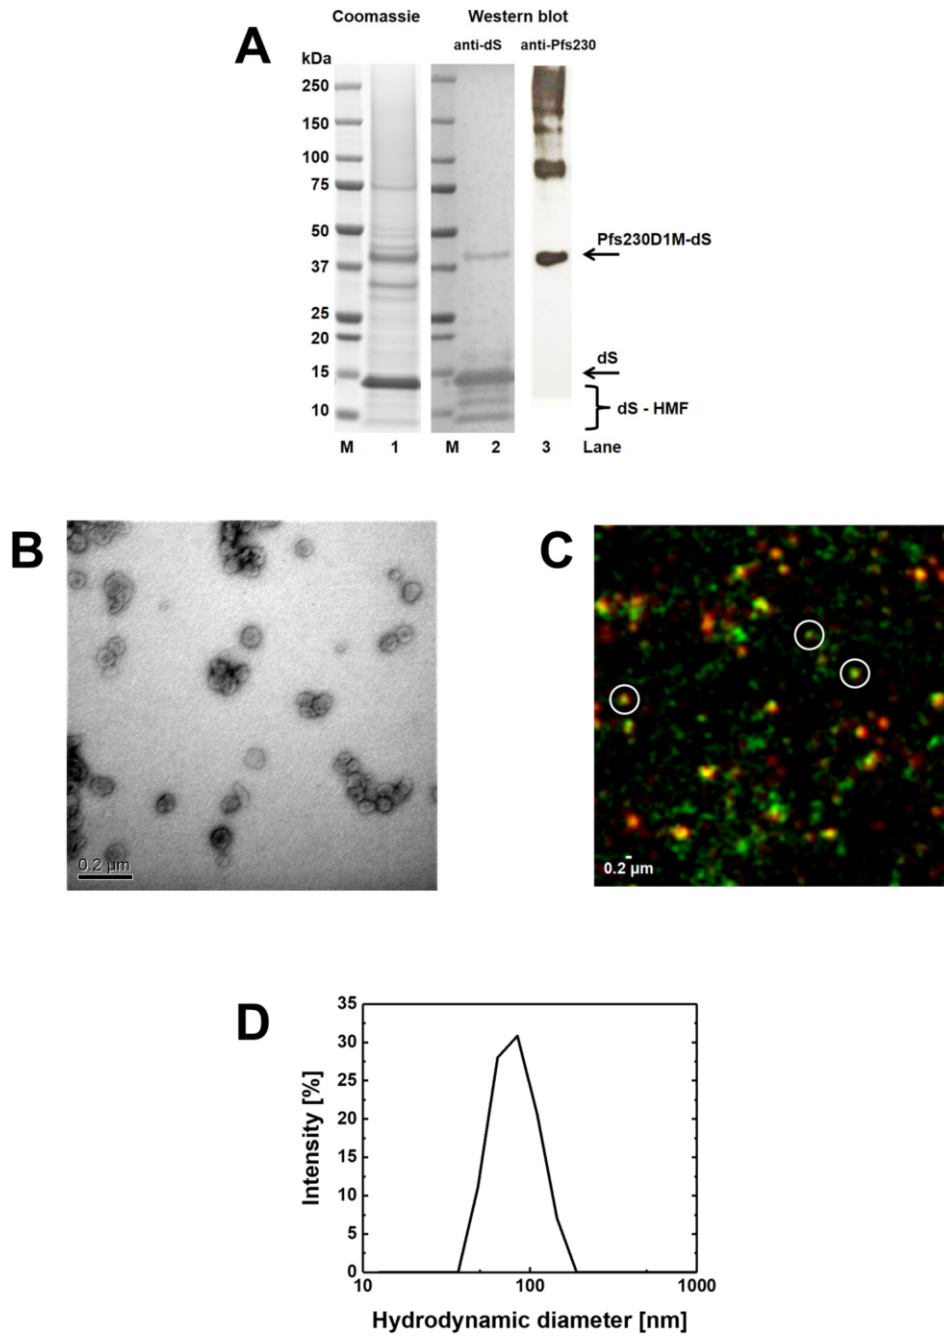 A
Coomassie Western blot
anti-dS anti-Pfs230
kDa
250
150
100
75
50
37
25
20
15
10
Pfs230D1M-dS
dS
dS - HMF
M 1 M 2 3 Lane
B
0.2 µm
C
0.2 µm
D
35
30
25
20
15
10
5
0
Intensity [%]
10 100 1000
Hydrodynamic diameter [nm]